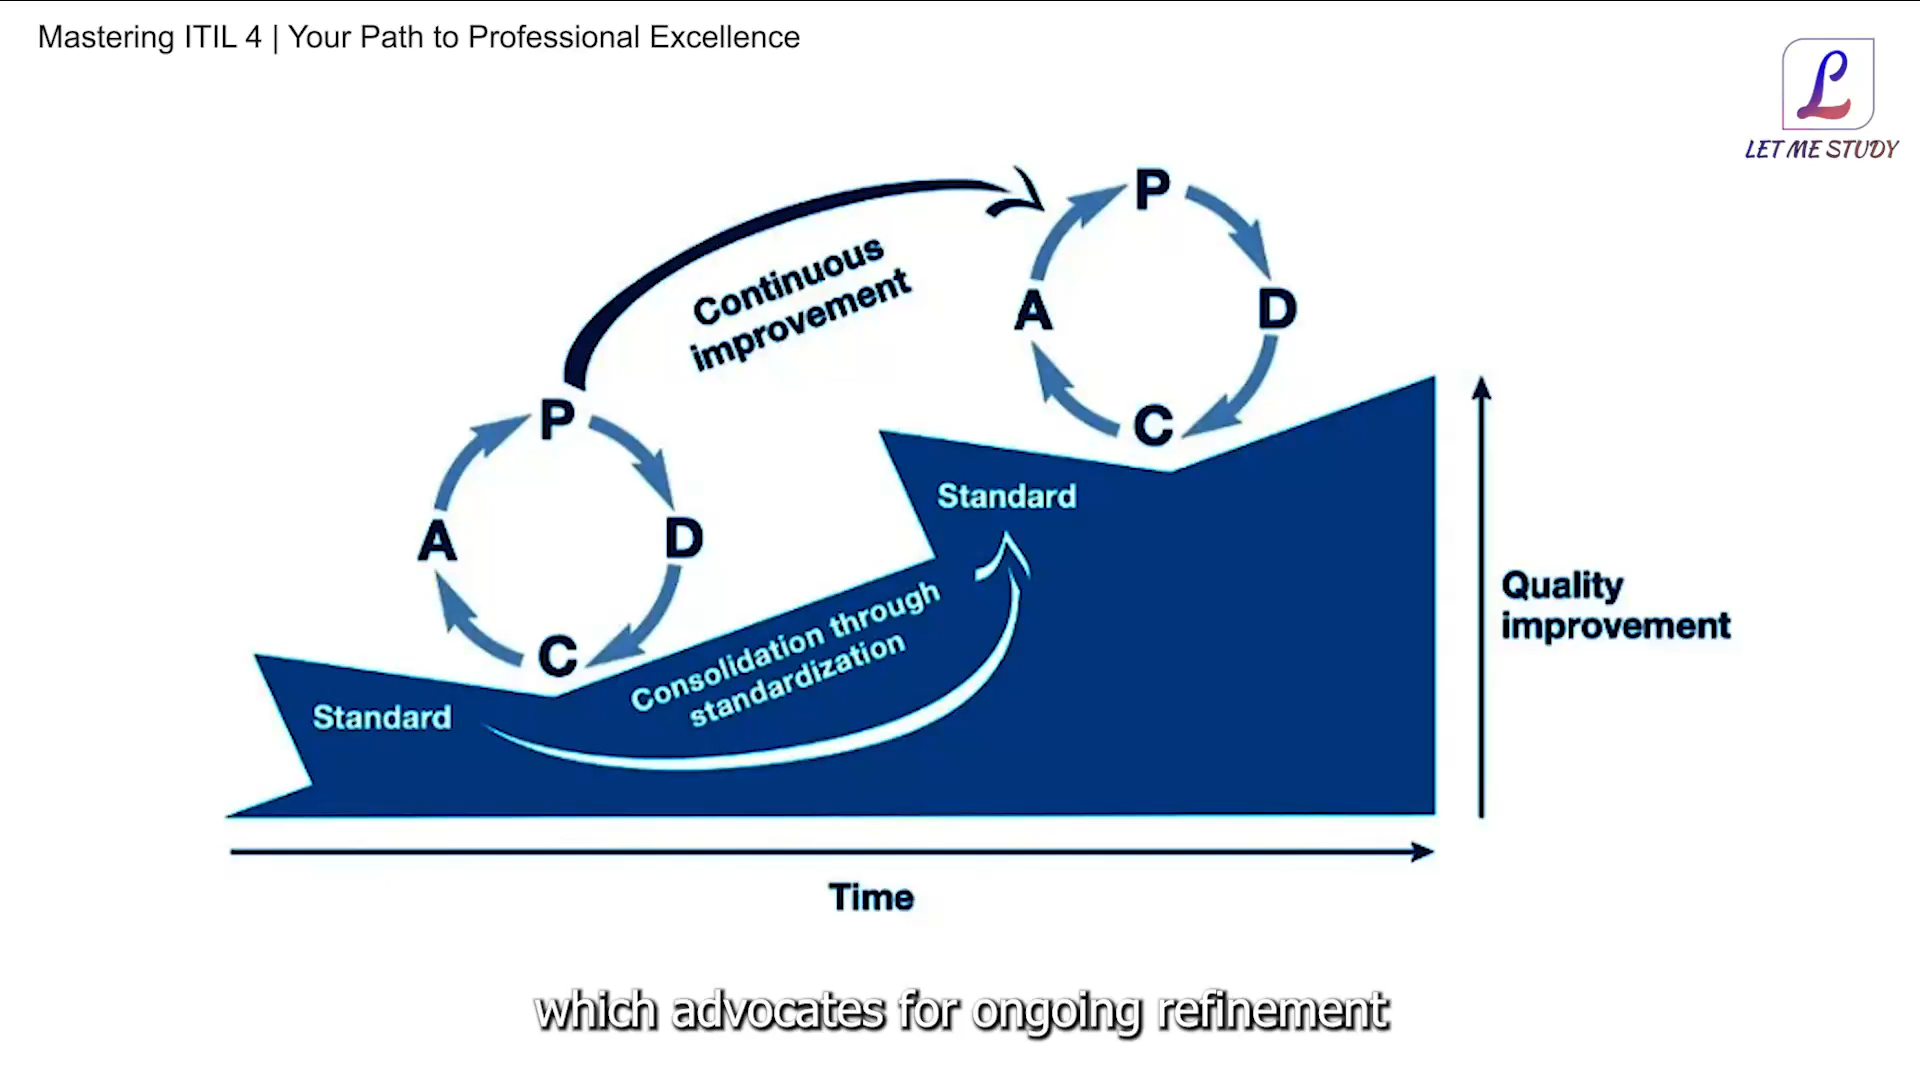 Mastering ITIL 4 | Your Path to Professional Excellence
L
LET ME STUDY
Continuous
improvement
P
D
C
A
P
D
C
A
Standard
Standard
Consolidation through
standardization
Quality
improvement
Time
which advocates for ongoing refinement